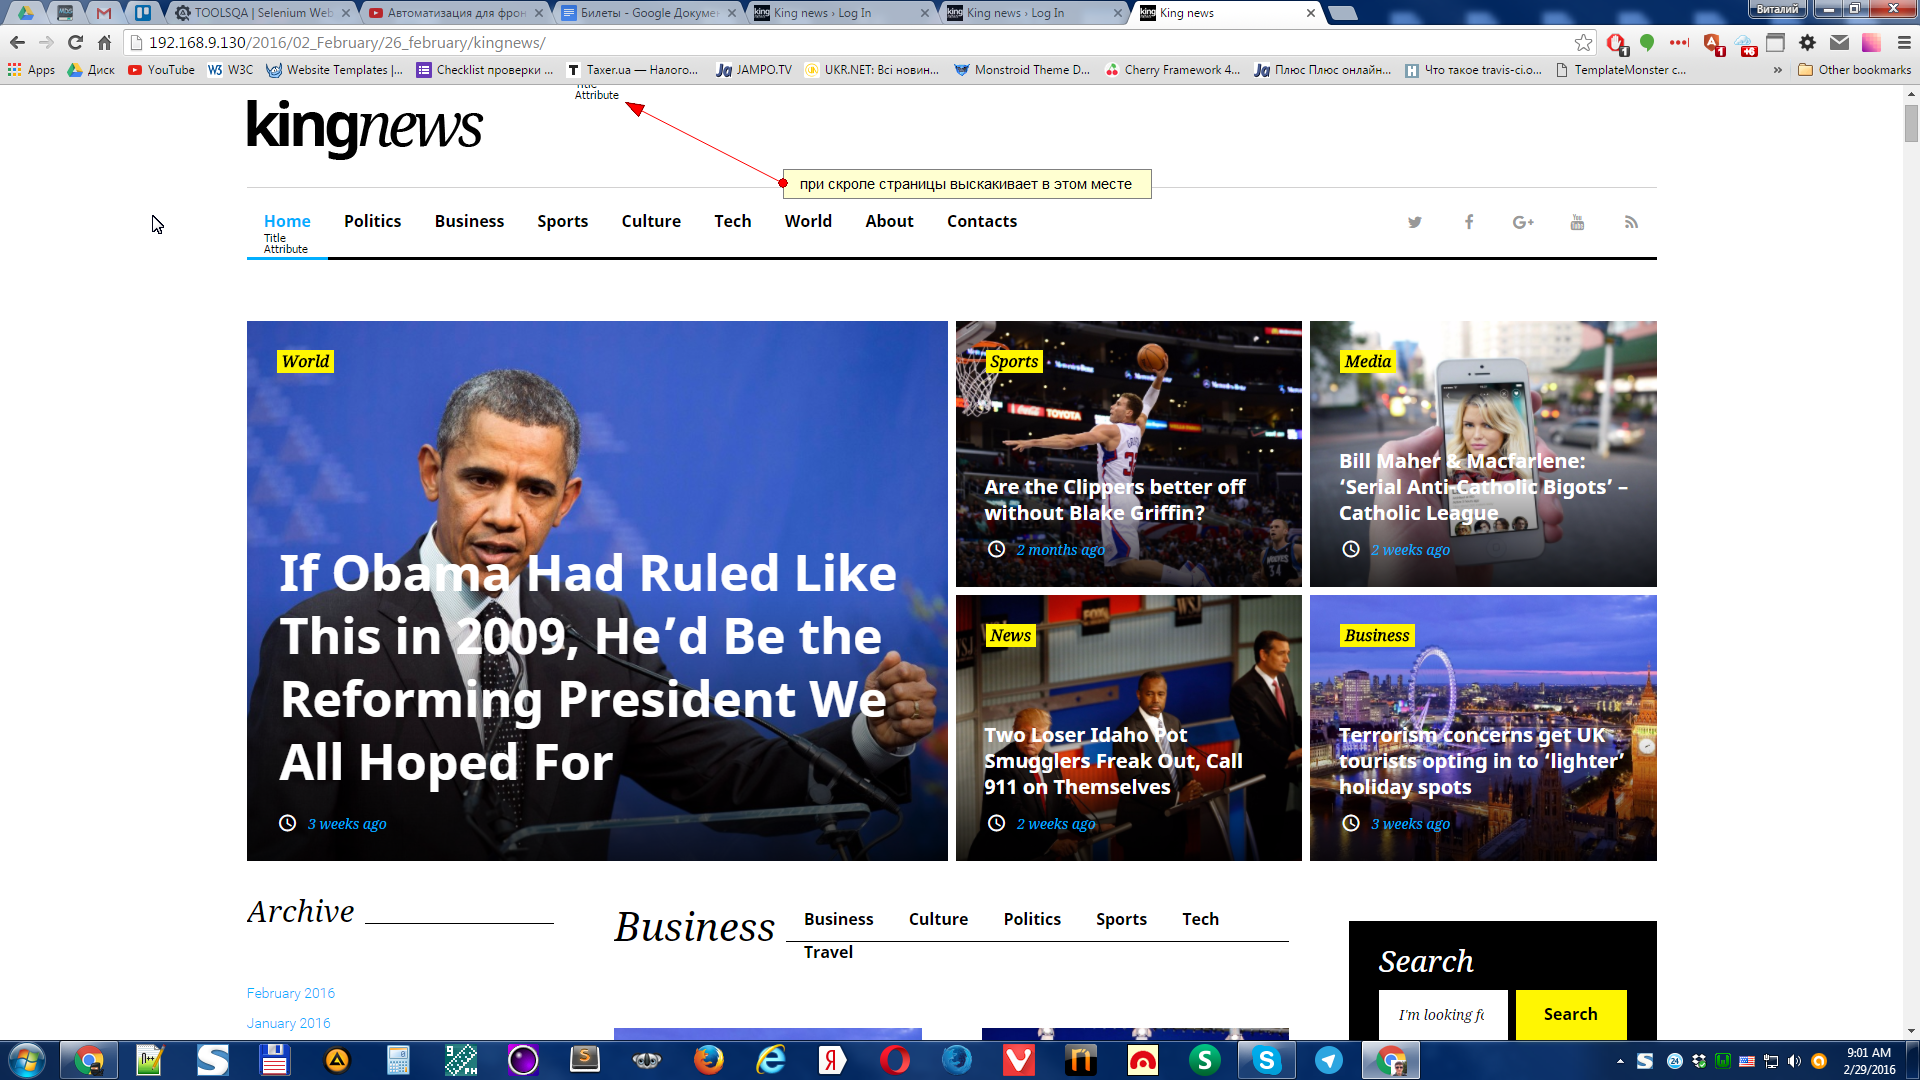 TOOLSQA | Selenium Web
Автоматизация для фрон
Билеты - Google Докумен
King news › Log In
King news › Log In
King news
Виталий
192.168.9.130/2016/02_February/26_february/kingnews/
Apps
Диск
YouTube
W3C
Website Templates |...
Checklist проверки ...
Taxer.ua — Налого...
JAMPO.TV
UKR.NET: Всі новин...
Monstroid Theme D...
Cherry Framework 4...
Плюс Плюс онлайн...
Что такое travis-ci.o...
TemplateMonster c...
»
Other bookmarks
Title
Attribute
kingnews
при скроле страницы выскакивает в этом месте
Home
Politics
Business
Sports
Culture
Tech
World
About
Contacts
Title
Attribute
World
If Obama Had Ruled Like
This in 2009, He’d Be the
Reforming President We
All Hoped For
3 weeks ago
Sports
Are the Clippers better off
without Blake Griffin?
2 months ago
Media
Bill Maher & Macfarlene:
‘Serial Anti-Catholic Bigots’ –
Catholic League
2 weeks ago
News
Two Loser Idaho Pot
Smugglers Freak Out, Call
911 on Themselves
2 weeks ago
Business
Terrorism concerns get UK
tourists opting in to ‘lighter’
holiday spots
3 weeks ago
Archive
February 2016
January 2016
Business
Business
Culture
Politics
Sports
Tech
Travel
Search
I'm looking fo
Search
9:01 AM
2/29/2016